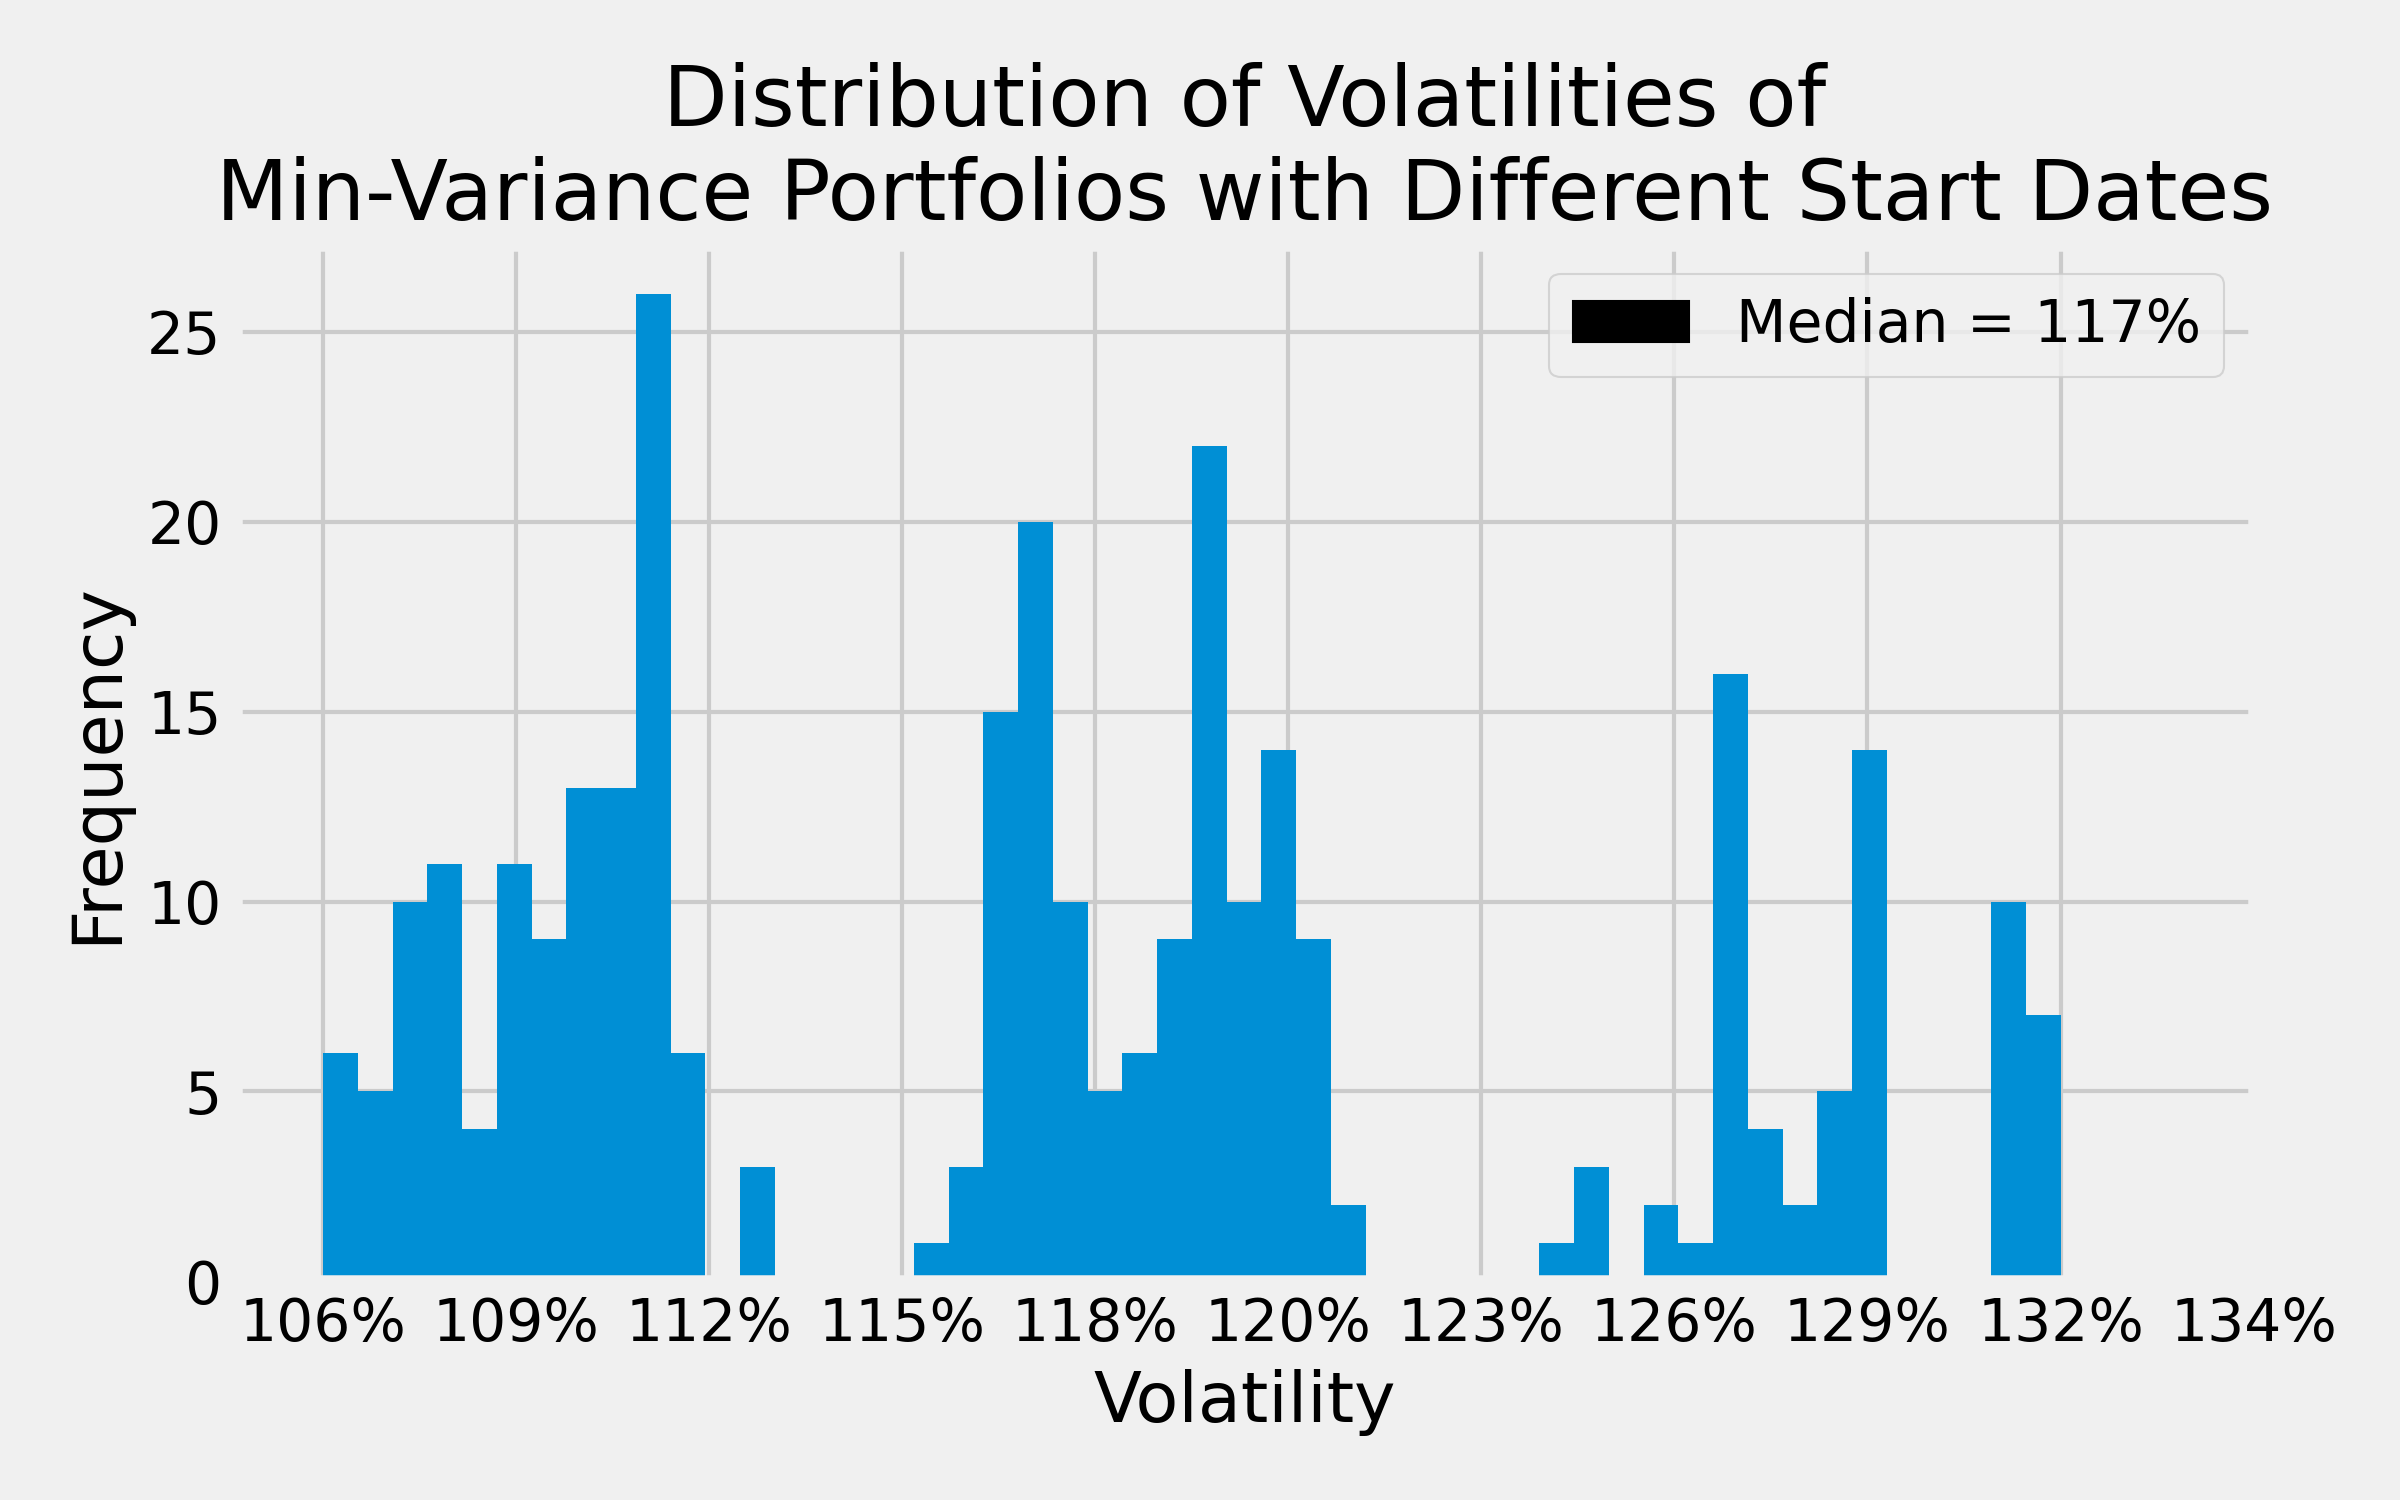 Distribution of Volatilities of
Min-Variance Portfolios with Different Start Dates
Median = 117%
25
20
15
10
5
0
Frequency
106% 109% 112% 115% 118% 120% 123% 126% 129% 132% 134%
Volatility